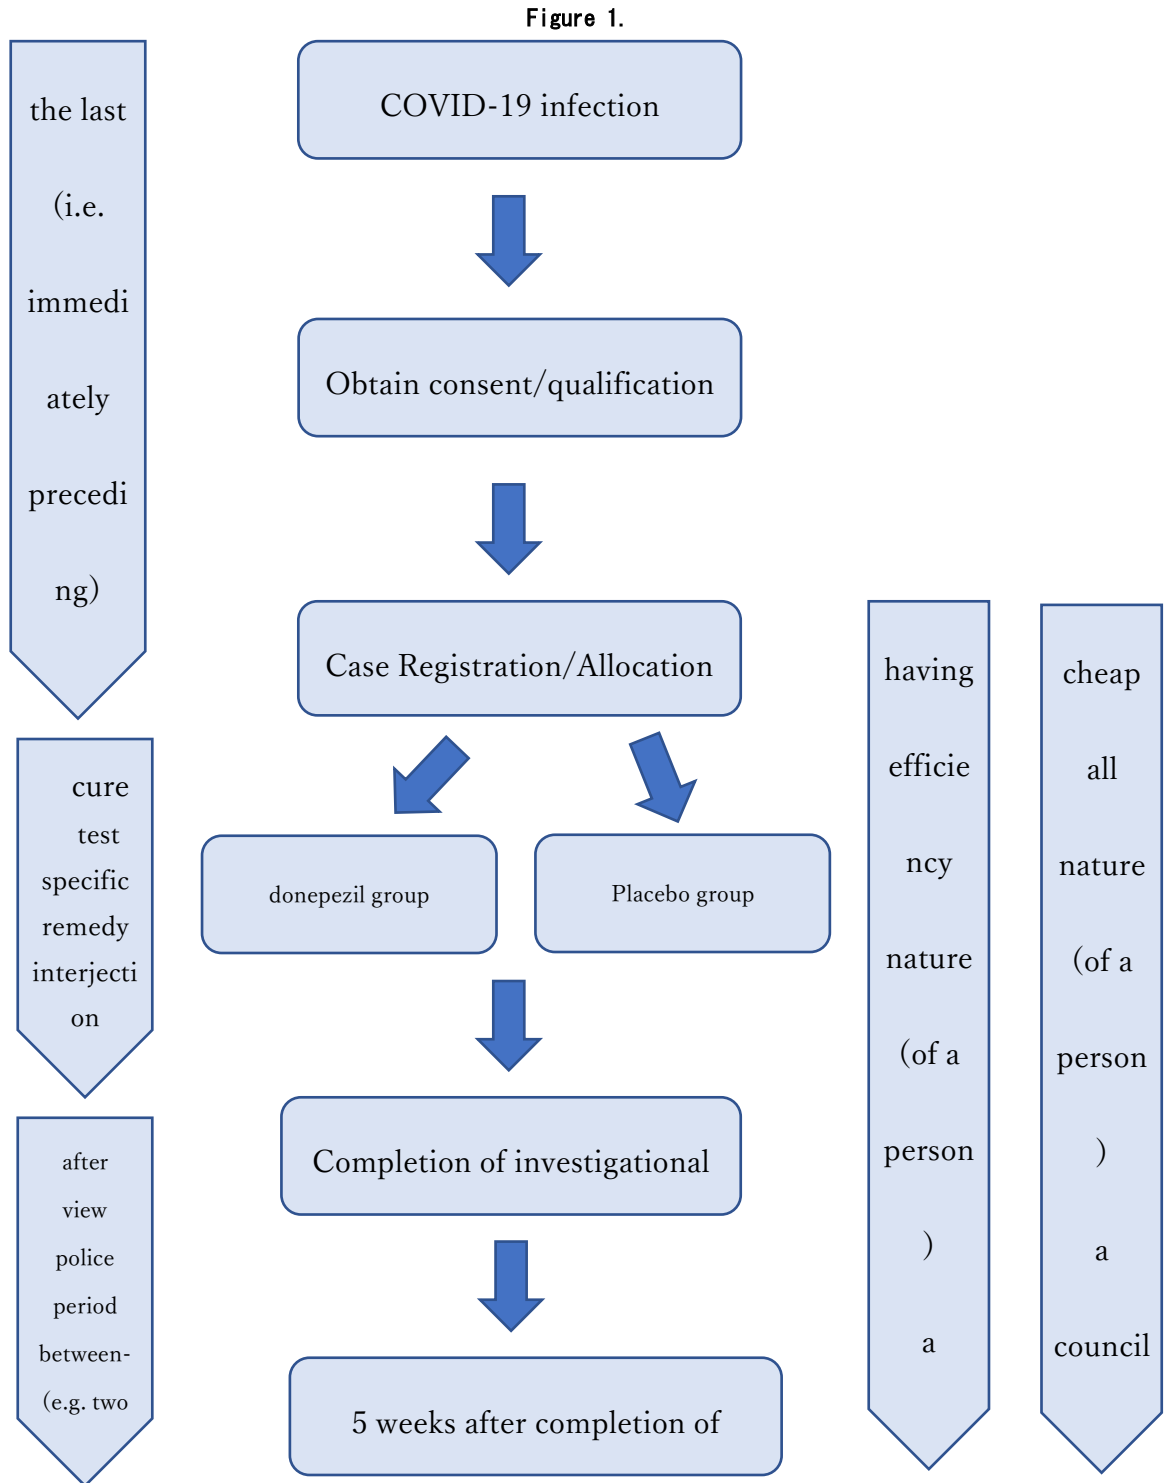 Figure 1.
the last
(i.e.
immedi
ately
precedi
ng)
COVID-19 infection
Obtain consent/qualification
Case Registration/Allocation
donepezil group
Placebo group
Completion of investigational
5 weeks after completion of
cure
test
specific
remedy
interjecti
on
after
view
police
period
between-
(e.g. two
having
efficie
ncy
nature
(of a
person
)
a
cheap
all
nature
(of a
person
)
a
council